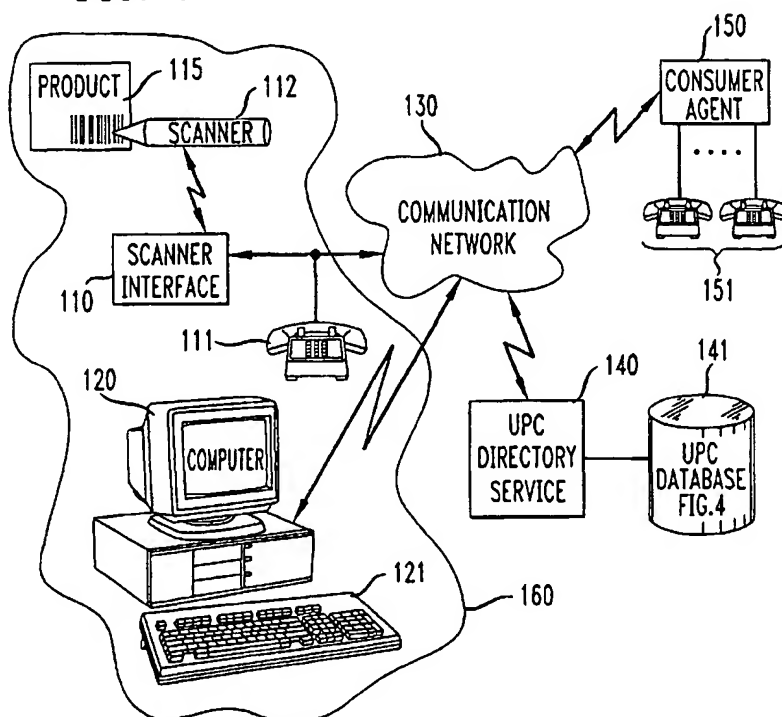 PRODUCT
115
112
SCANNER
SCANNER
INTERFACE
110
111
120
COMPUTER
121
160
130
COMMUNICATION
NETWORK
150
CONSUMER
AGENT
151
140
UPC
DIRECTORY
SERVICE
141
UPC
DATABASE
FIG.4